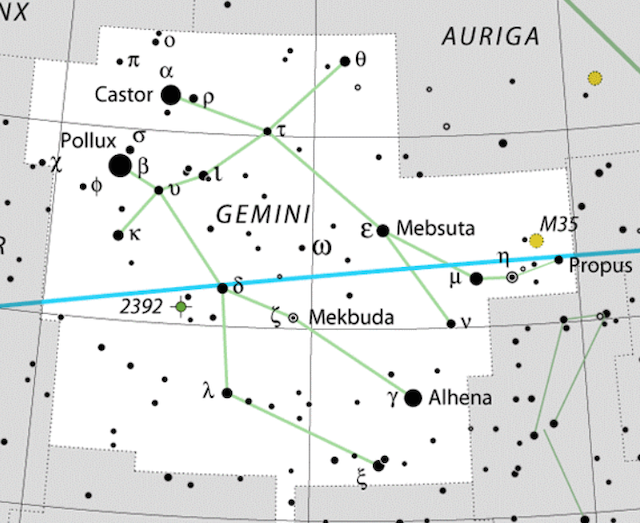 NX
AURIGA
ο
π
θ
α
Castor
ρ
τ
σ
Pollux
β
χ
φ
ι
υ
GEMINI
κ
ω
ε
Mebsuta
M35
η
Propus
μ
δ
2392
ζ
Mekbuda
ν
R
λ
γ
Alhena
ξ